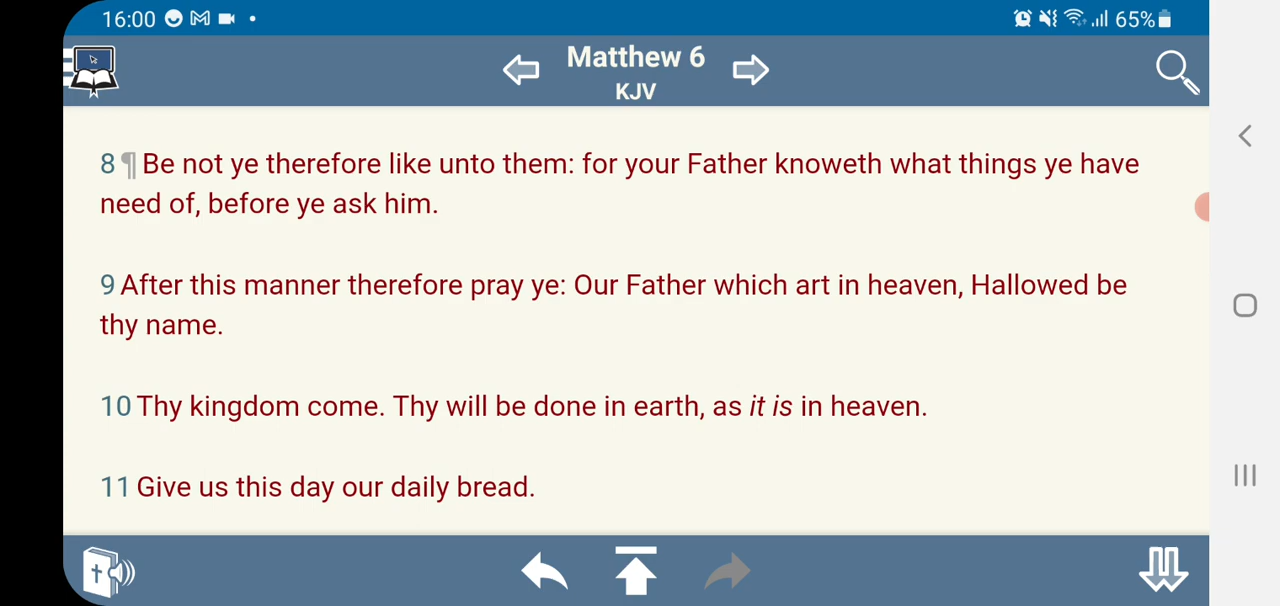 16:00
65%
Matthew 6
KJV
8 ¶ Be not ye therefore like unto them: for your Father knoweth what things ye have
need of, before ye ask him.
9 After this manner therefore pray ye: Our Father which art in heaven, Hallowed be
thy name.
10 Thy kingdom come. Thy will be done in earth, as it is in heaven.
11 Give us this day our daily bread.